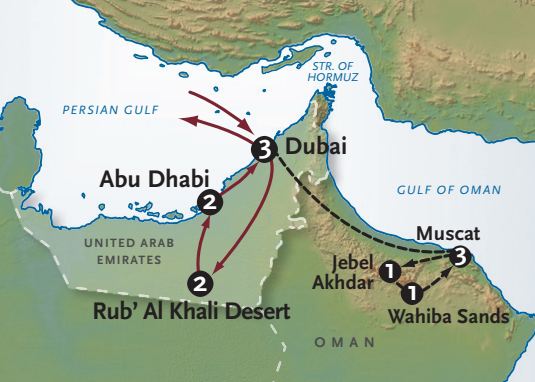 STR. OF
HORMUZ
PERSIAN GULF
3 Dubai
Abu Dhabi
2
GULF OF OMAN
UNITED ARAB
EMIRATES
Muscat
3
Jebel
Akhdar
1
2
1
Rub’ Al Khali Desert
Wahiba Sands
OMAN